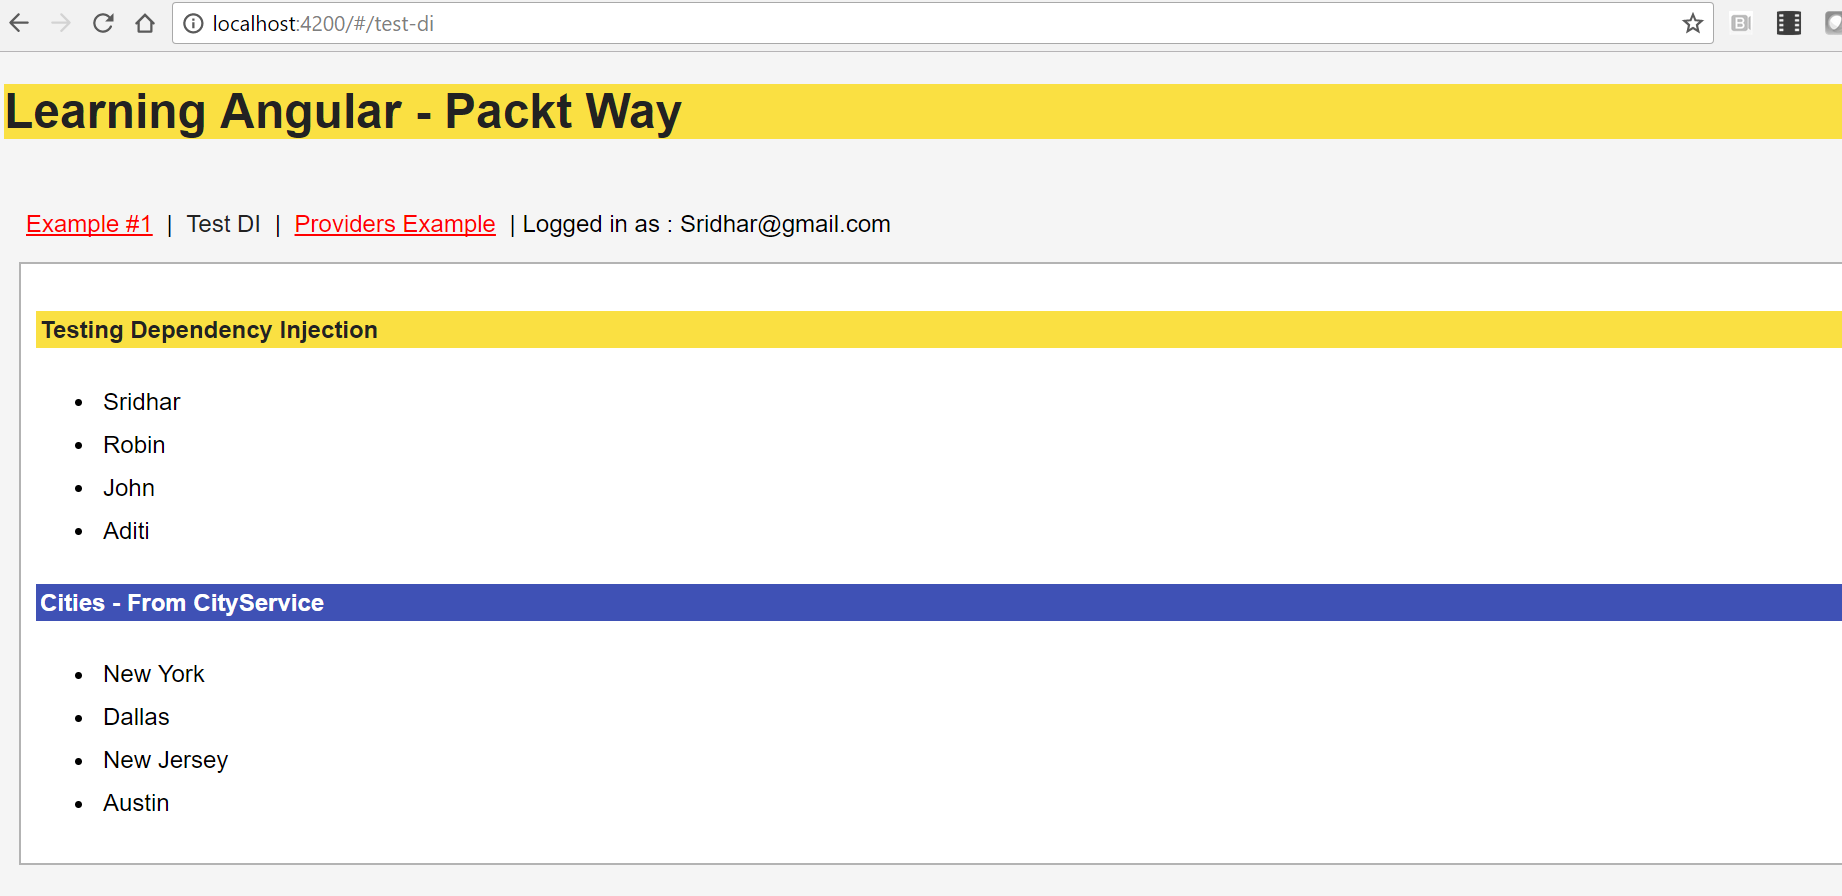 localhost:4200/#/test-di
Learning Angular - Packt Way
Example #1 | Test DI | Providers Example | Logged in as : Sridhar@gmail.com
Testing Dependency Injection
• Sridhar
• Robin
• John
• Aditi
Cities - From CityService
• New York
• Dallas
• New Jersey
• Austin